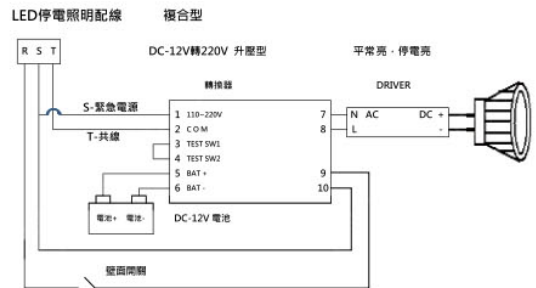 LED停電照明配線 複合型
R S T
DC-12V轉220V 升壓型
平常亮，停電亮
轉換器
DRIVER
S-緊急電源
T-共線
1 110~220V
2 COM
3 TEST SW1
4 TEST SW2
5 BAT +
6 BAT -
7
8
9
10
N AC DC +
L -
電池+ 電池-
DC-12V 電池
壁面開關